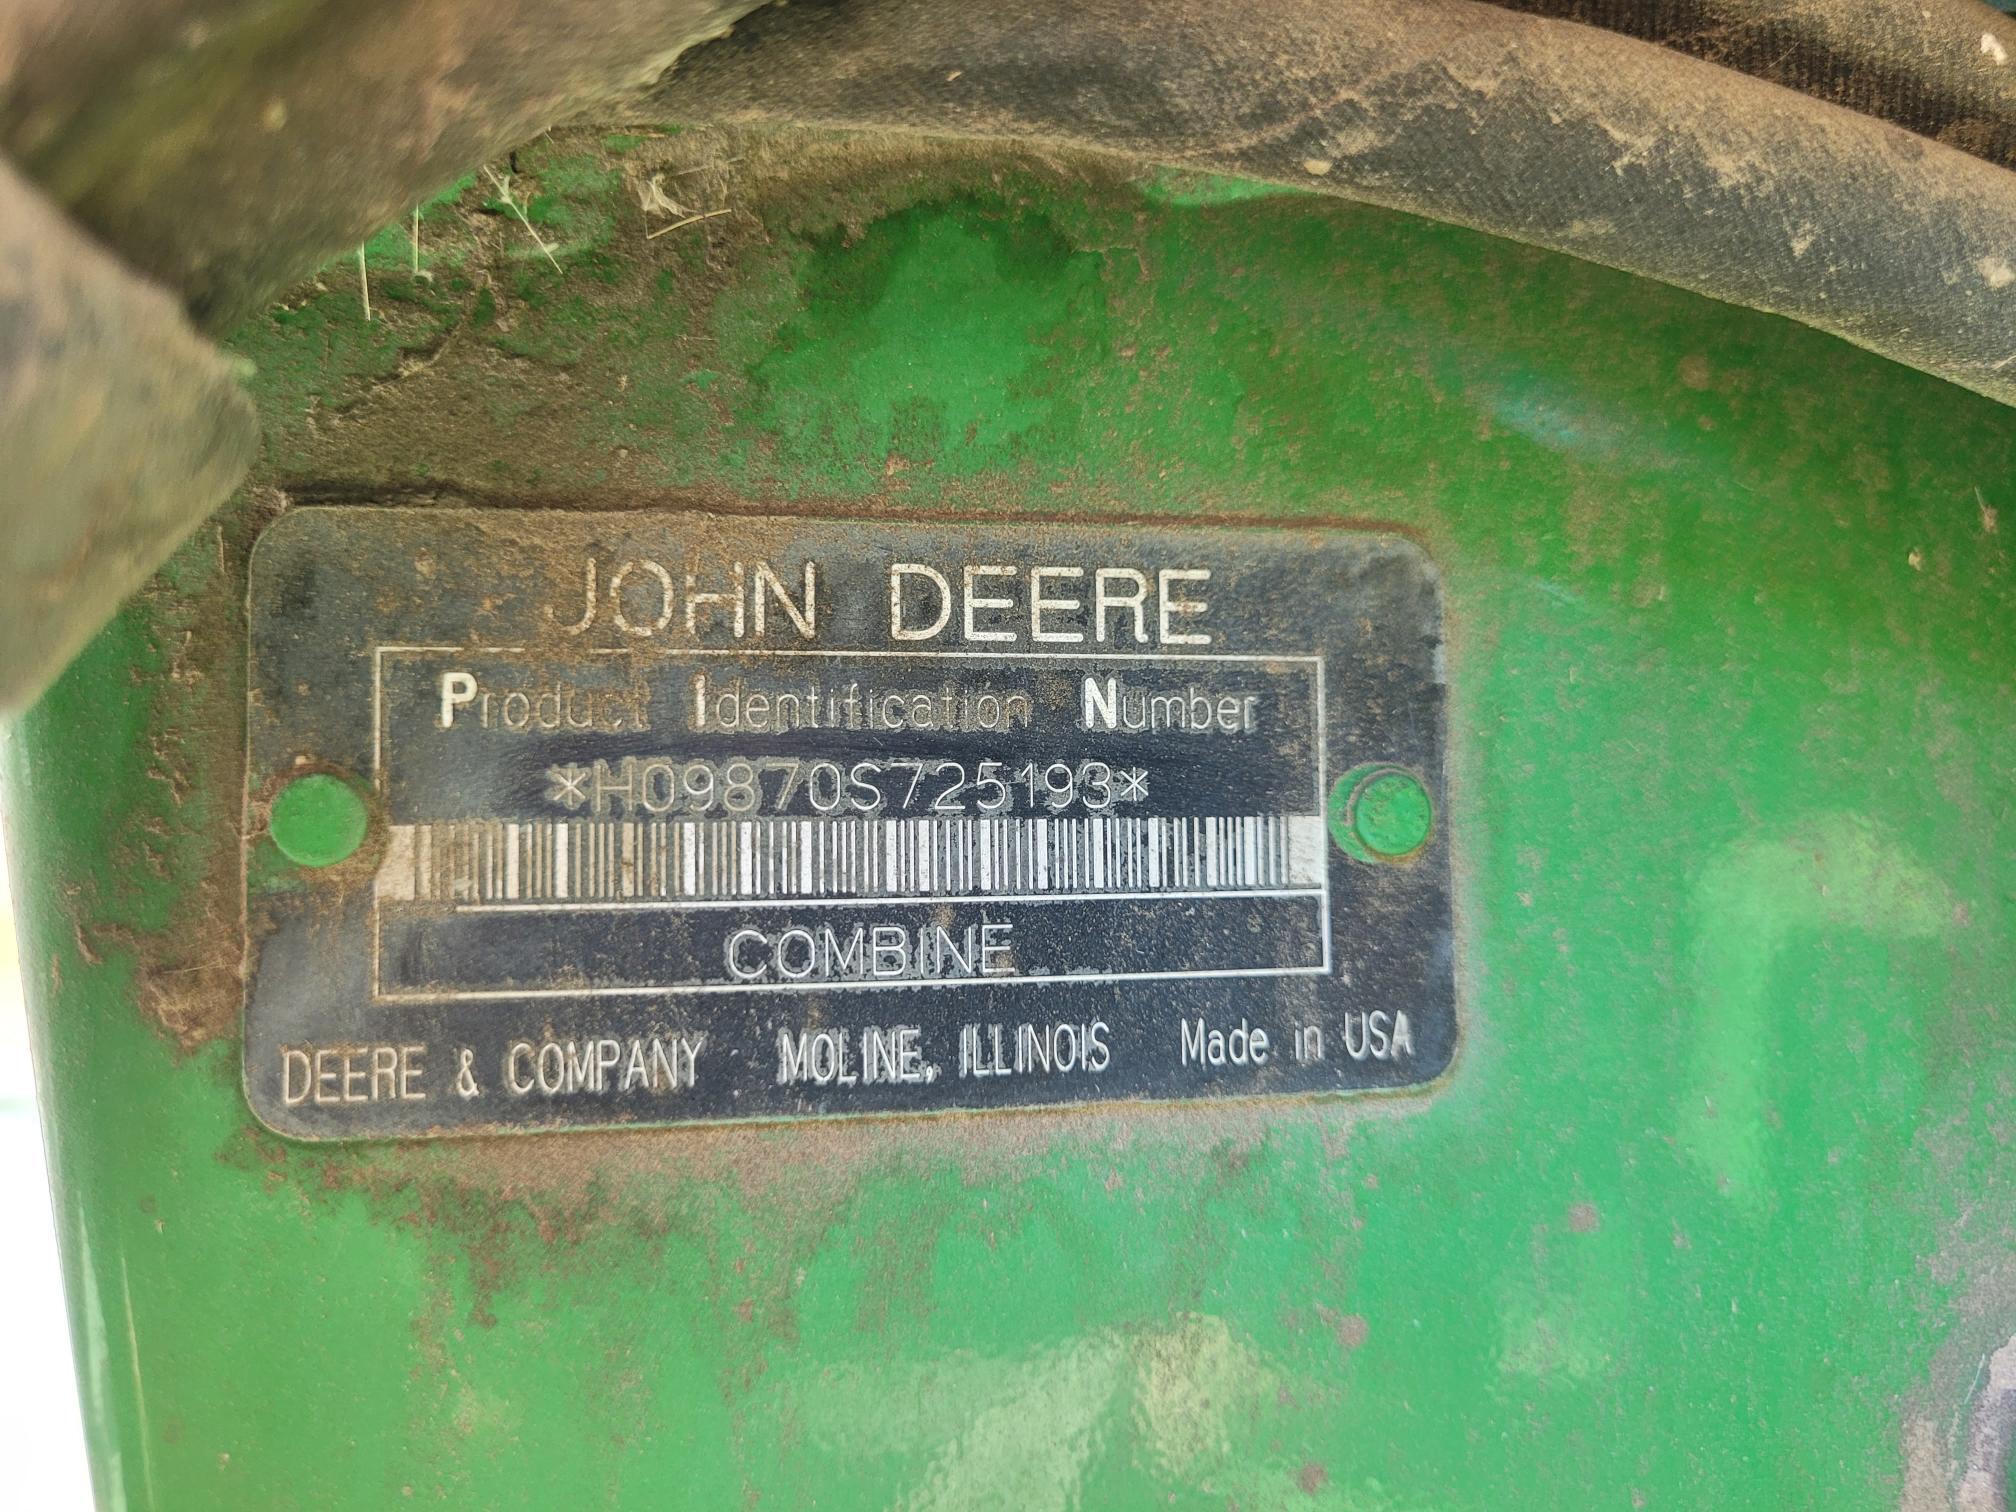 JOHN DEERE
Product Identification Number
*H09870S725193*
COMBINE
DEERE & COMPANY MOLINE, ILLINOIS Made in USA